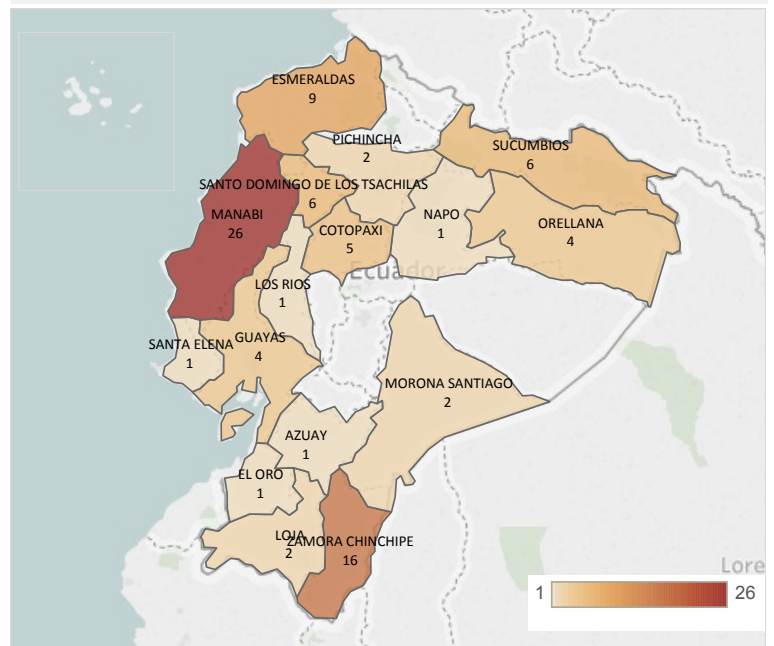 ESMERALDAS
9
PICHINCHA
2
SUCUMBIOS
6
SANTO DOMINGO DE LOS TSACHILAS
6
MANABI
26
NAPO
1
ORELLANA
4
COTOPAXI
5
Ecuador
LOS RIOS
1
SANTA ELENA
1
GUAYAS
4
MORONA SANTIAGO
2
AZUAY
1
EL ORO
1
LOJA
2
ZAMORA CHINCHIPE
16
Lore
1
26